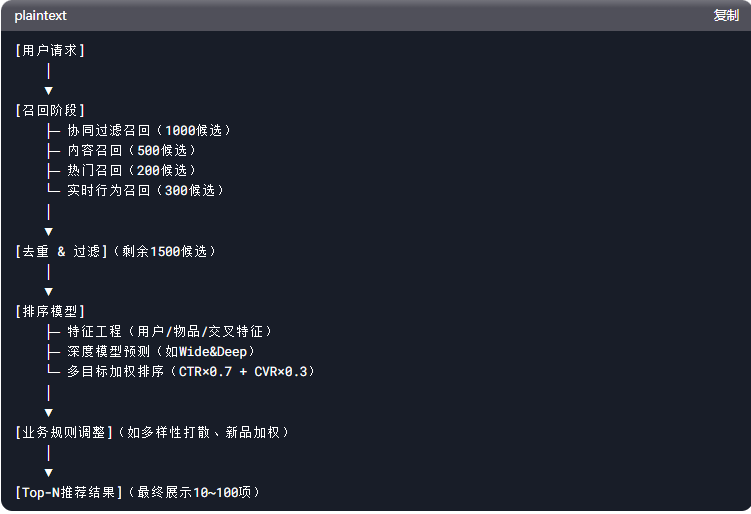 plaintext 复制
[用户请求]
│
▼
[召回阶段]
├─ 协同过滤召回（1000候选）
├─ 内容召回（500候选）
├─ 热门召回（200候选）
└─ 实时行为召回（300候选）
│
▼
[去重 & 过滤]（剩余1500候选）
│
▼
[排序模型]
├─ 特征工程（用户/物品/交叉特征）
├─ 深度模型预测（如Wide&Deep）
└─ 多目标加权排序（CTR×0.7 + CVR×0.3）
│
▼
[业务规则调整]（如多样性打散、新品加权）
│
▼
[Top-N推荐结果]（最终展示10~100项）